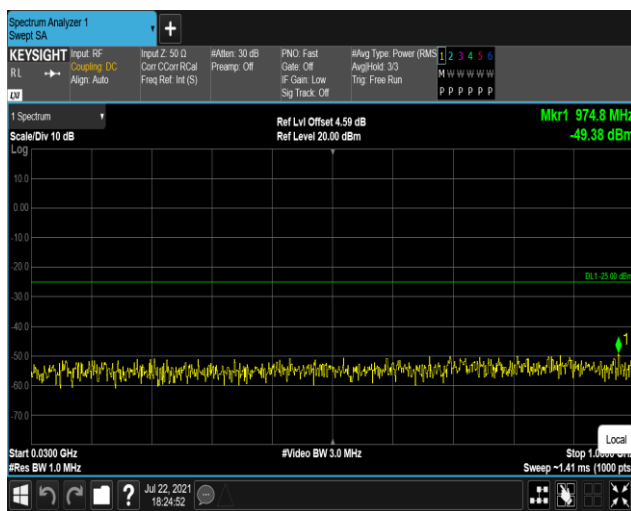 Spectrum Analyzer 1
Swept SA
+
KEYSIGHT
RL
LXI
Input: RF
Coupling: DC
Align: Auto
Input Z: 50 Ω
Corr CCorr RCal
Freq Ref: Int (S)
#Atten: 30 dB
Preamp: Off
PNO: Fast
Gate: Off
IF Gain: Low
Sig Track: Off
#Avg Type: Power (RMS
Avg|Hold: 3/3
Trig: Free Run
1 2 3 4 5 6
M W W W W W
P P P P P P
1 Spectrum
Scale/Div 10 dB
Log
Ref Lvl Offset 4.59 dB
Ref Level 20.00 dBm
Mkr1 974.8 MHz
-49.38 dBm
10.0
0.00
-10.0
-20.0
DL1 -25.00 dBm
-30.0
-40.0
1
-50.0
-60.0
-70.0
Local
Start 0.0300 GHz
#Res BW 1.0 MHz
#Video BW 3.0 MHz
Stop
Sweep ~1.41 ms (1000 pts
?
Jul 22, 2021
18:24:52